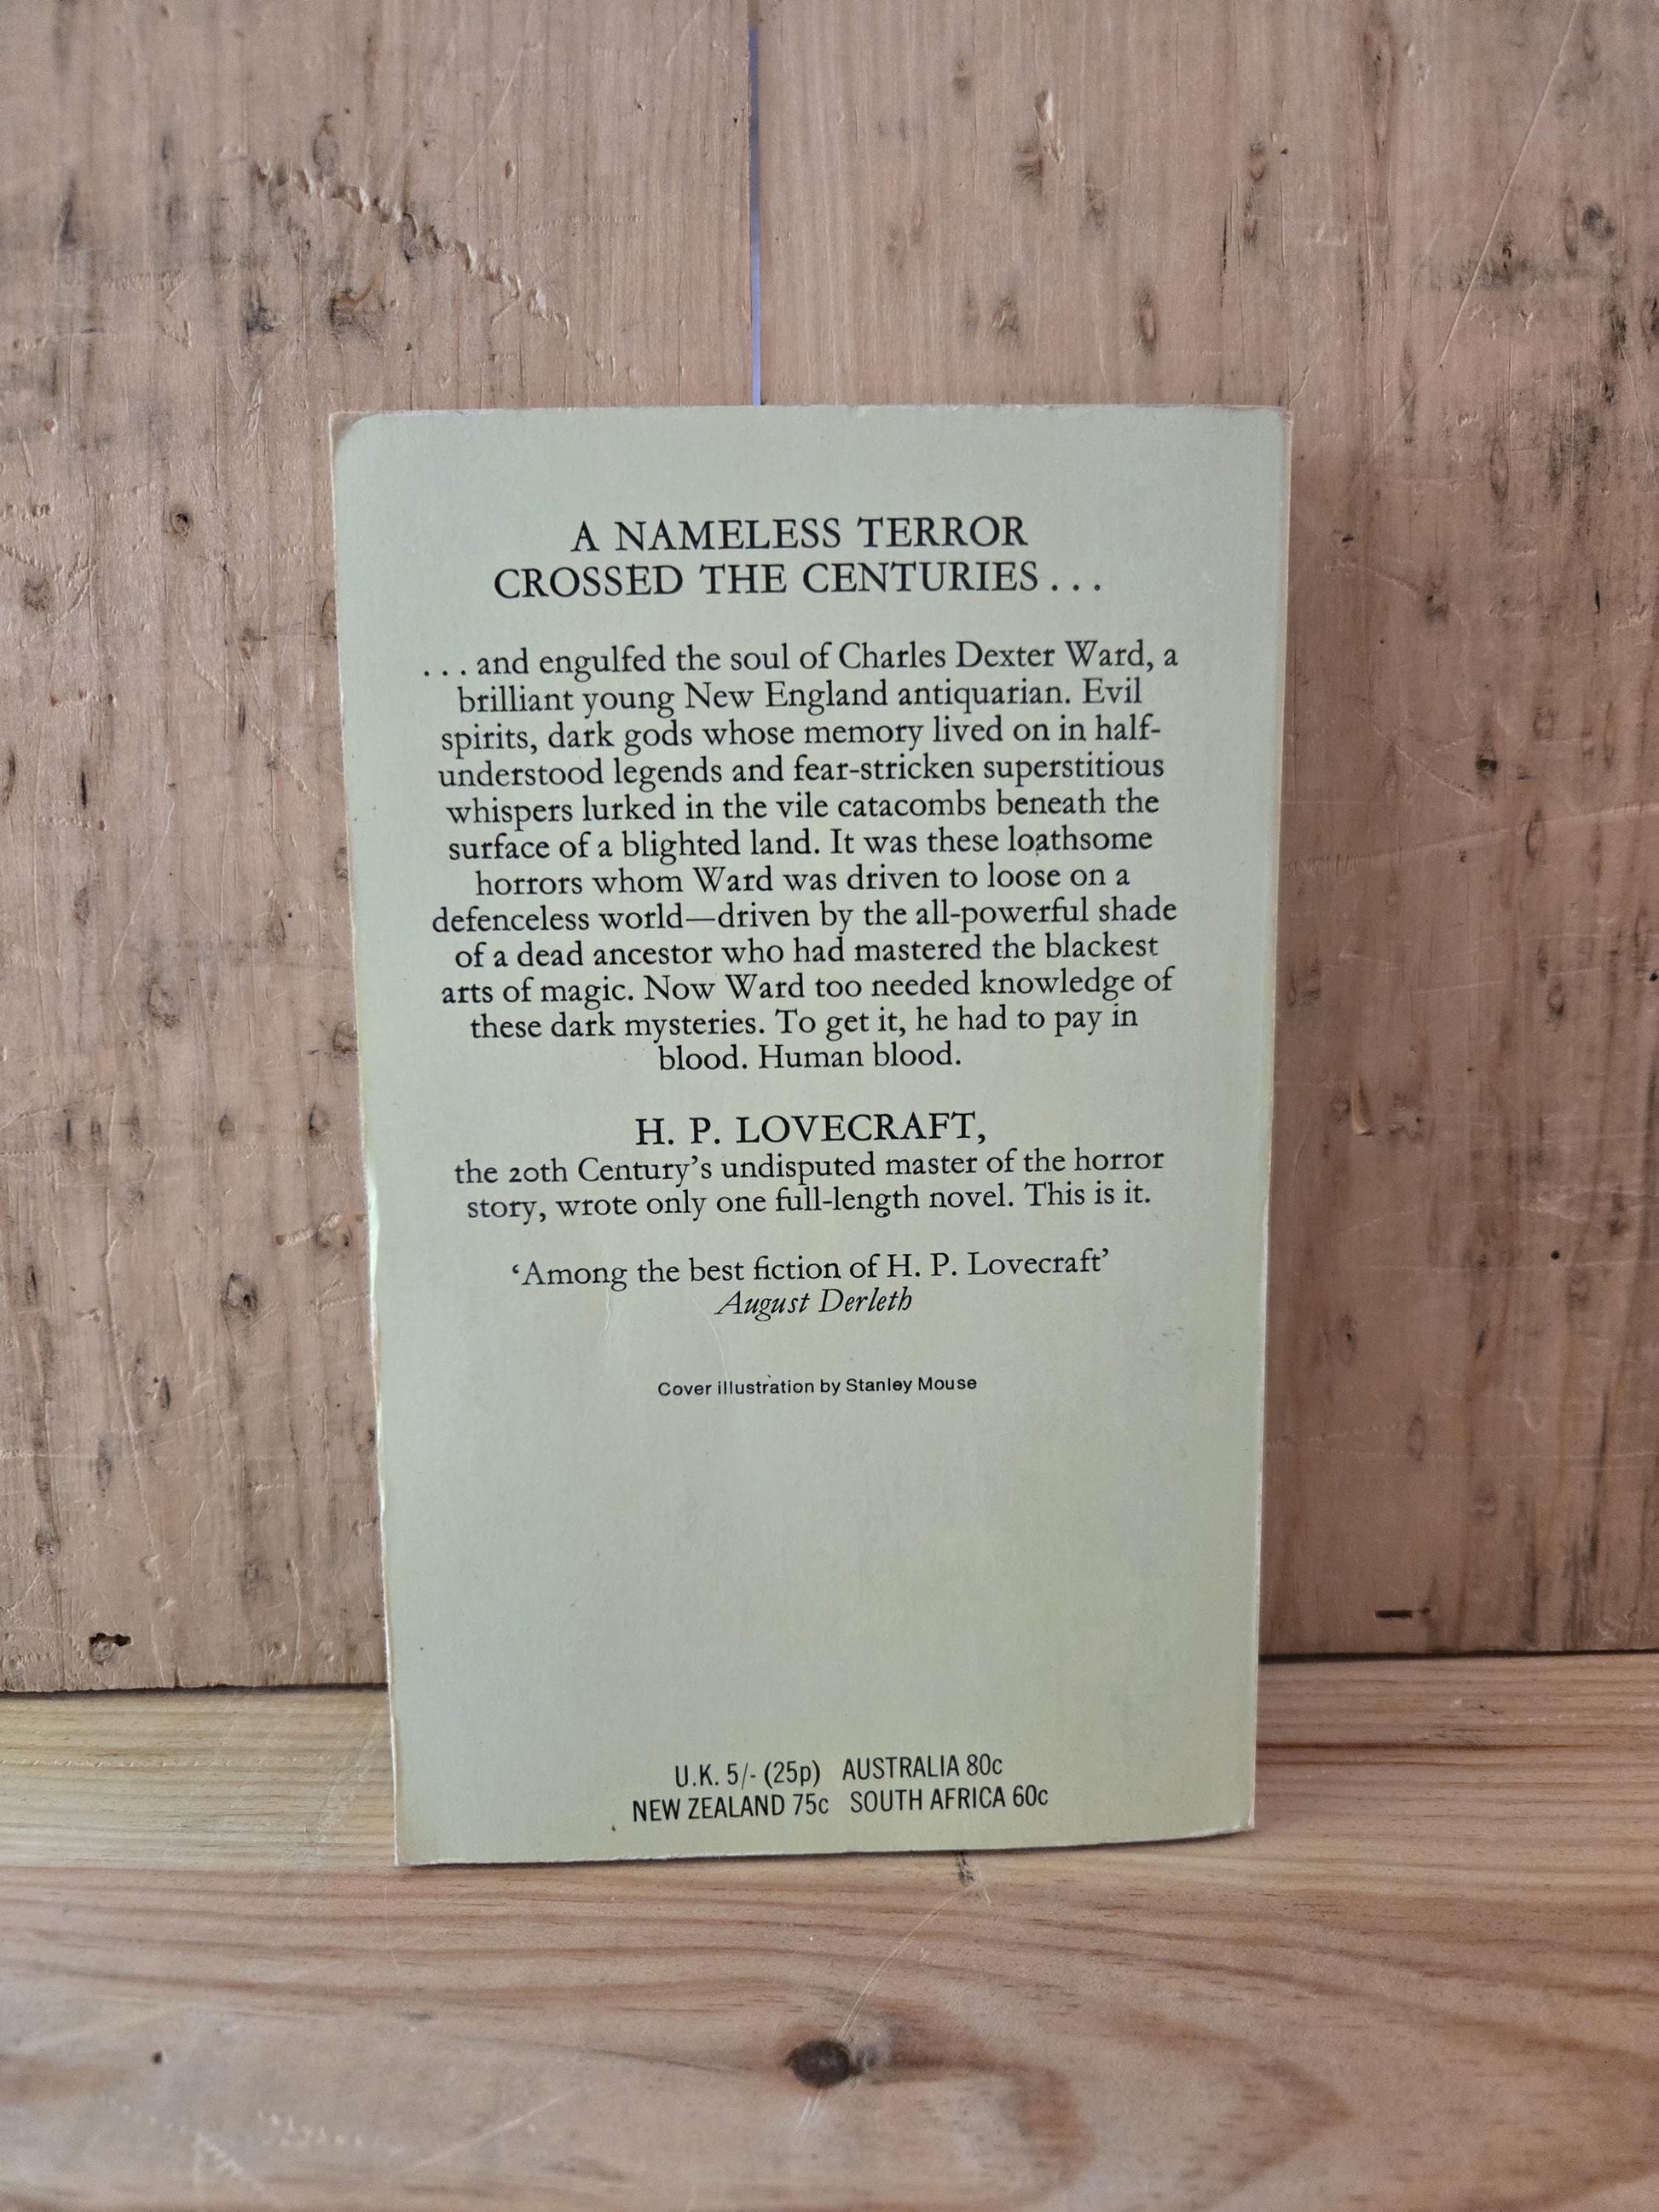 A NAMELESS TERROR
CROSSED THE CENTURIES . . .
. . . and engulfed the soul of Charles Dexter Ward, a
brilliant young New England antiquarian. Evil
spirits, dark gods whose memory lived on in half-
understood legends and fear-stricken superstitious
whispers lurked in the vile catacombs beneath the
surface of a blighted land. It was these loathsome
horrors whom Ward was driven to loose on a
defenceless world—driven by the all-powerful shade
of a dead ancestor who had mastered the blackest
arts of magic. Now Ward too needed knowledge of
these dark mysteries. To get it, he had to pay in
blood. Human blood.
H. P. LOVECRAFT,
the 20th Century’s undisputed master of the horror
story, wrote only one full-length novel. This is it.
‘Among the best fiction of H. P. Lovecraft’
August Derleth
Cover illustration by Stanley Mouse
U.K. 5/- (25p) AUSTRALIA 80c
NEW ZEALAND 75c SOUTH AFRICA 60c